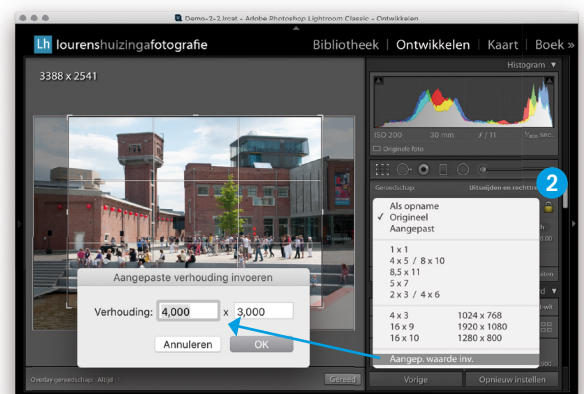 Demo-2-2.lrcat - Adobe Photoshop Lightroom Classic - Ontwikkelen
Lh lourenshuizingafotografie
Bibliotheek | Ontwikkelen | Kaart | Boek »
3388 x 2541
Histogram ▼
ISO 200 30 mm ƒ / 11
Originele foto
Gereedschap: Uitsnijden en rechttre
2
Als opname
✓ Origineel
Aangepast
1 x 1
4 x 5 / 8 x 10
8,5 x 11
5 x 7
2 x 3 / 4 x 6
4 x 3 1024 x 768
16 x 9 1920 x 1080
16 x 10 1280 x 800
Aangep. waarde inv.
Aangepaste verhouding invoeren
Verhouding: 4,000 x 3,000
Annuleren OK
Overlay gereedschap: Altijd
Gereed
Vorige Opnieuw instellen